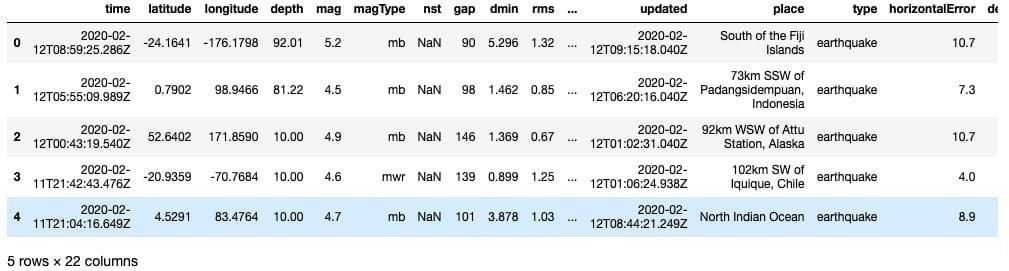 time latitude longitude depth mag magType nst gap dmin rms ... updated place type horizontalError de
0 2020-02-12T08:59:25.286Z -24.1641 -176.1798 92.01 5.2 mb NaN 90 5.296 1.32 ... 2020-02-12T09:15:18.040Z South of the Fiji Islands earthquake 10.7
1 2020-02-12T05:55:09.989Z 0.7902 98.9466 81.22 4.5 mb NaN 98 1.462 0.85 ... 2020-02-12T06:20:16.040Z 73km SSW of Padangsidempuan, Indonesia earthquake 7.3
2 2020-02-12T00:43:19.540Z 52.6402 171.8590 10.00 4.9 mb NaN 146 1.369 0.67 ... 2020-02-12T01:02:31.040Z 92km WSW of Attu Station, Alaska earthquake 10.7
3 2020-02-11T21:42:43.476Z -20.9359 -70.7684 10.00 4.6 mwr NaN 139 0.899 1.25 ... 2020-02-12T01:06:24.938Z 102km SW of Iquique, Chile earthquake 4.0
4 2020-02-11T21:04:16.649Z 4.5291 83.4764 10.00 4.7 mb NaN 101 3.878 1.03 ... 2020-02-12T08:44:21.249Z North Indian Ocean earthquake 8.9
5 rows × 22 columns